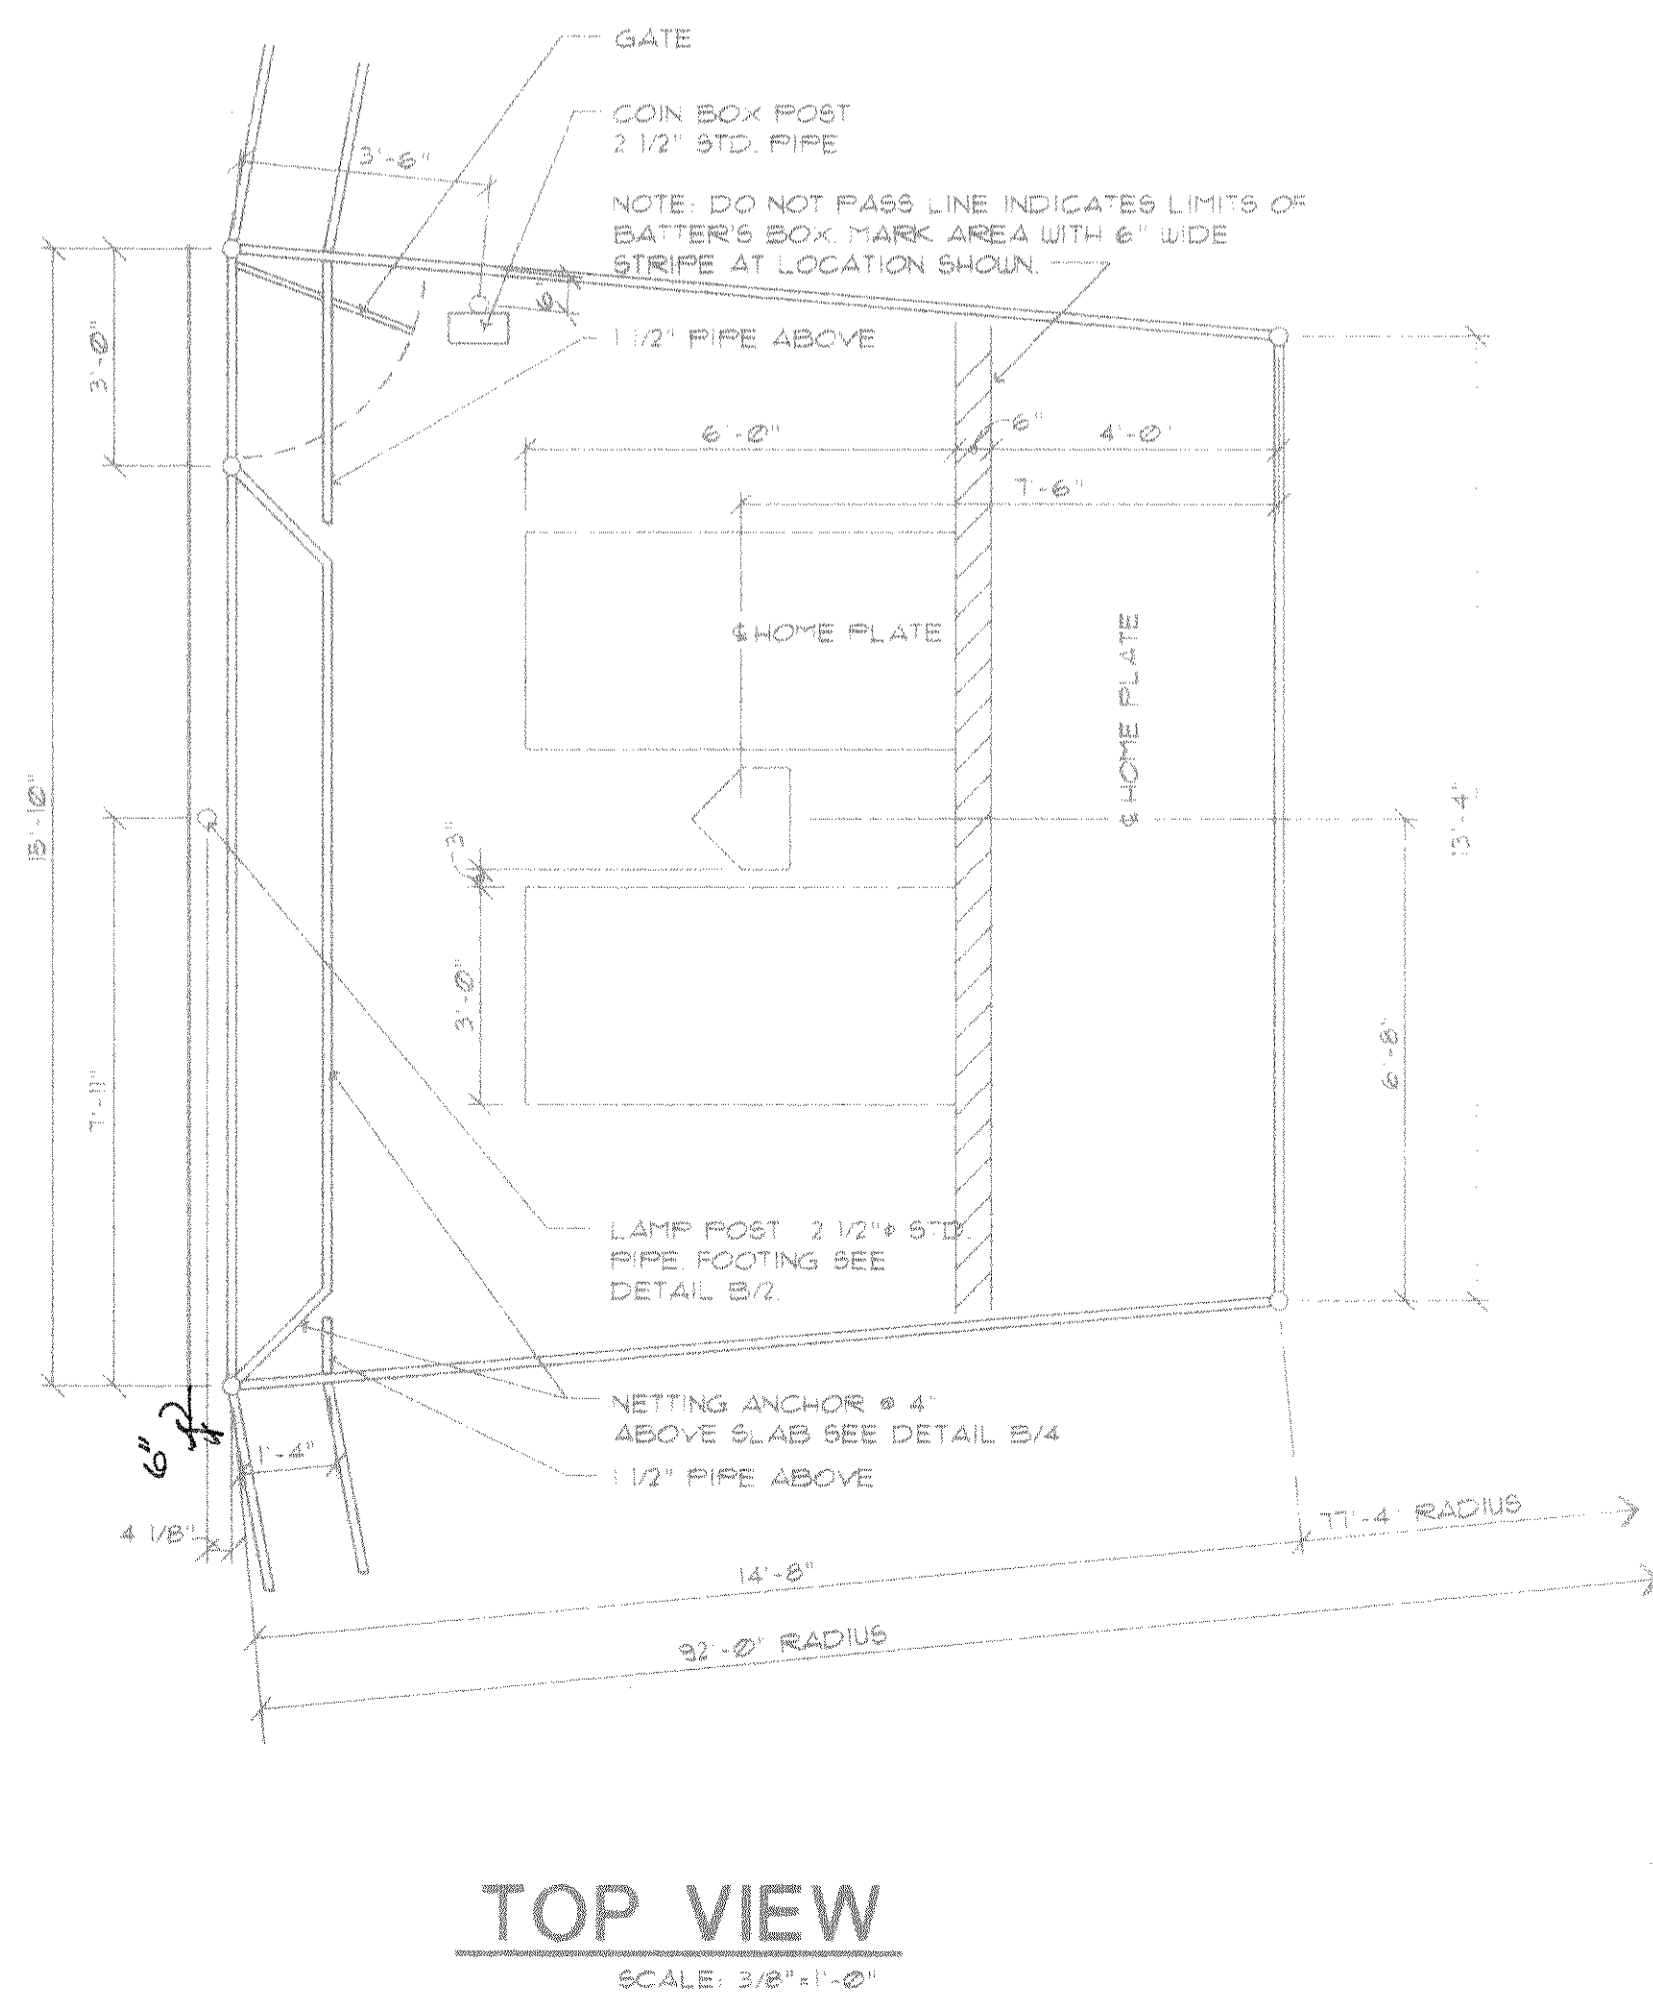 GATE
COIN BOX POST
2 1/2" STD. PIPE
3'-6"
NOTE: DO NOT PASS LINE INDICATES LIMITS OF
BATTER'S BOX. MARK AREA WITH 6" WIDE
STRIPE AT LOCATION SHOWN.
6"
1 1/2" PIPE ABOVE
3'-0"
6'-0"
6"
4'-0"
7'-6"
℄ HOME PLATE
℄ HOME PLATE
15'-10"
13'-4"
3"
3'-0"
6'-8"
7'-11"
LAMP POST 2 1/2"ø STD.
PIPE. FOOTING SEE
DETAIL B/2.
NETTING ANCHOR @ 4"
ABOVE SLAB SEE DETAIL B/4
6"
1'-4"
1 1/2" PIPE ABOVE
4 1/8"
77'-4" RADIUS
14'-8"
92'-0" RADIUS
TOP VIEW
SCALE: 3/8"=1'-0"